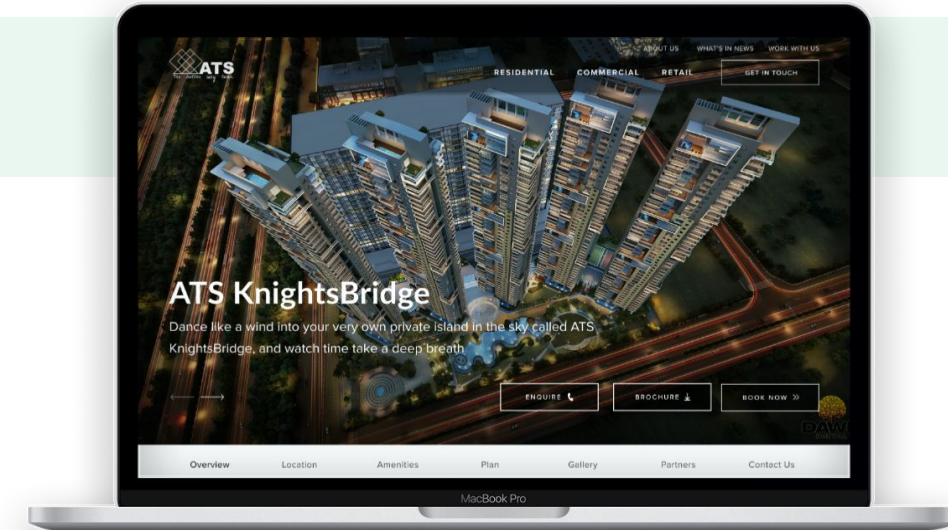 ABOUT US WHAT'S IN NEWS WORK WITH US
ATS
RESIDENTIAL COMMERCIAL RETAIL GET IN TOUCH
ATS KnightsBridge
Dance like a wind into your very own private island in the sky called ATS
KnightsBridge, and watch time take a deep breath
ENQUIRE BROCHURE BOOK NOW
Overview Location Amenities Plan Gallery Partners Contact Us
MacBook Pro